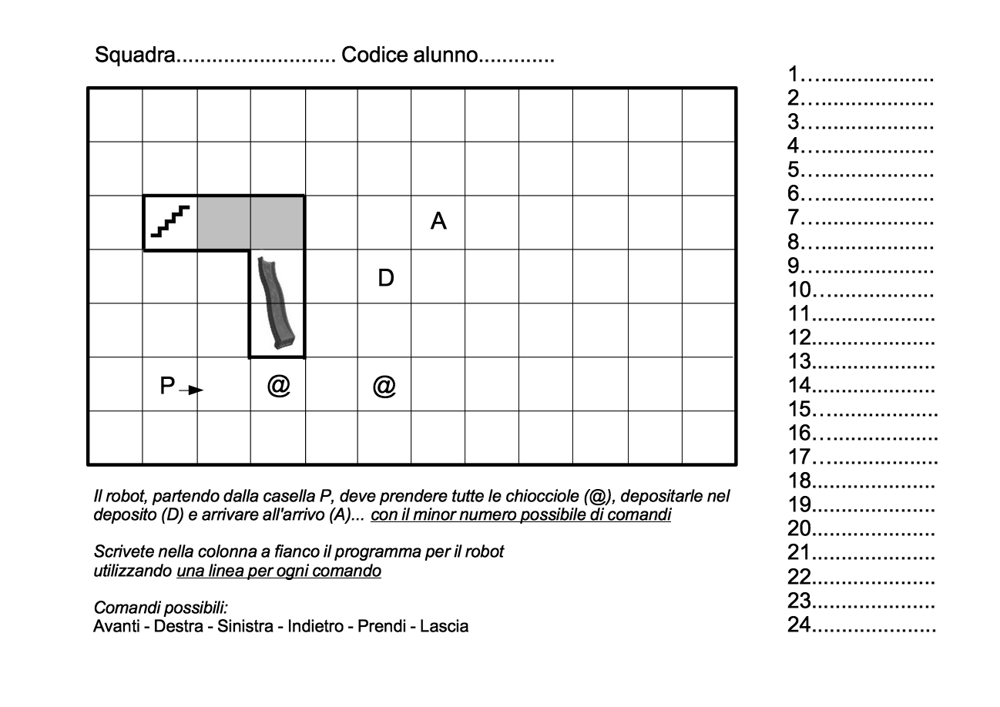 Squadra........................... Codice alunno.............
A
D
P @ @
Il robot, partendo dalla casella P, deve prendere tutte le chiocciole (@), depositarle nel
deposito (D) e arrivare all'arrivo (A)... con il minor numero possibile di comandi
Scrivete nella colonna a fianco il programma per il robot
utilizzando una linea per ogni comando
Comandi possibili:
Avanti - Destra - Sinistra - Indietro - Prendi - Lascia
1…...................
2…...................
3…...................
4…...................
5…...................
6…...................
7…...................
8…...................
9…...................
10….................
11.....................
12.....................
13.....................
14.....................
15…..................
16…..................
17…..................
18.....................
19.....................
20.....................
21.....................
22.....................
23.....................
24.....................